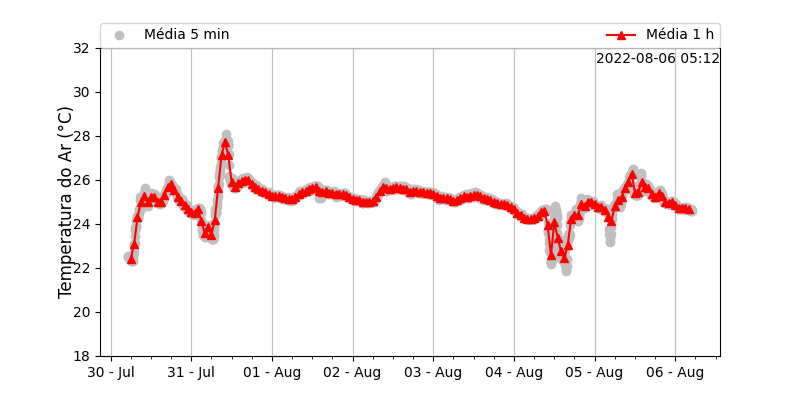 Média 5 min
Média 1 h
2022-08-06 05:12
Temperatura do Ar (°C)
32
30
28
26
24
22
20
18
30 - Jul
31 - Jul
01 - Aug
02 - Aug
03 - Aug
04 - Aug
05 - Aug
06 - Aug